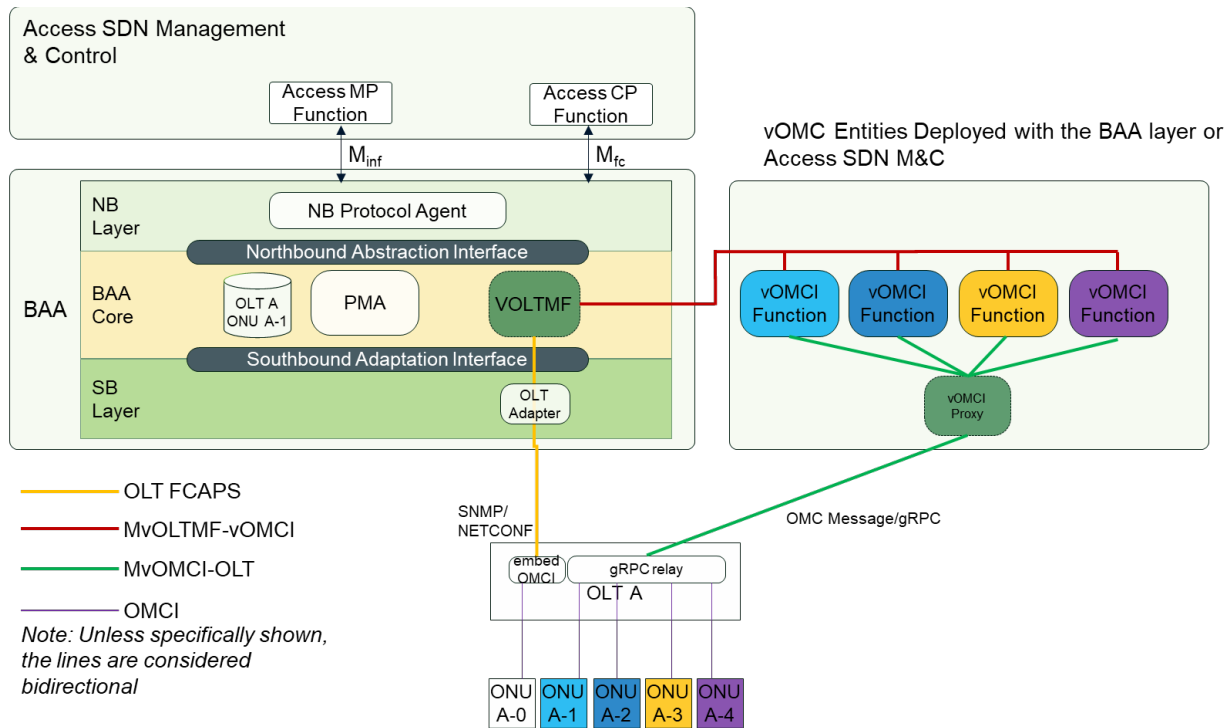 Access SDN Management
& Control
Access MP
Function
Access CP
Function
Minf
Mfc
vOMC Entities Deployed with the BAA layer or
Access SDN M&C
BAA
NB
Layer
NB Protocol Agent
Northbound Abstraction Interface
BAA
Core
OLT A
ONU A-1
PMA
VOLTMF
Southbound Adaptation Interface
SB
Layer
OLT
Adapter
vOMCI
Function
vOMCI
Function
vOMCI
Function
vOMCI
Function
vOMCI
Proxy
OLT FCAPS
MvOLTMF-vOMCI
MvOMCI-OLT
OMCI
Note: Unless specifically shown,
the lines are considered
bidirectional
SNMP/
NETCONF
OMC Message/gRPC
embed
OMCI
gRPC relay
OLT A
ONU
A-0
ONU
A-1
ONU
A-2
ONU
A-3
ONU
A-4